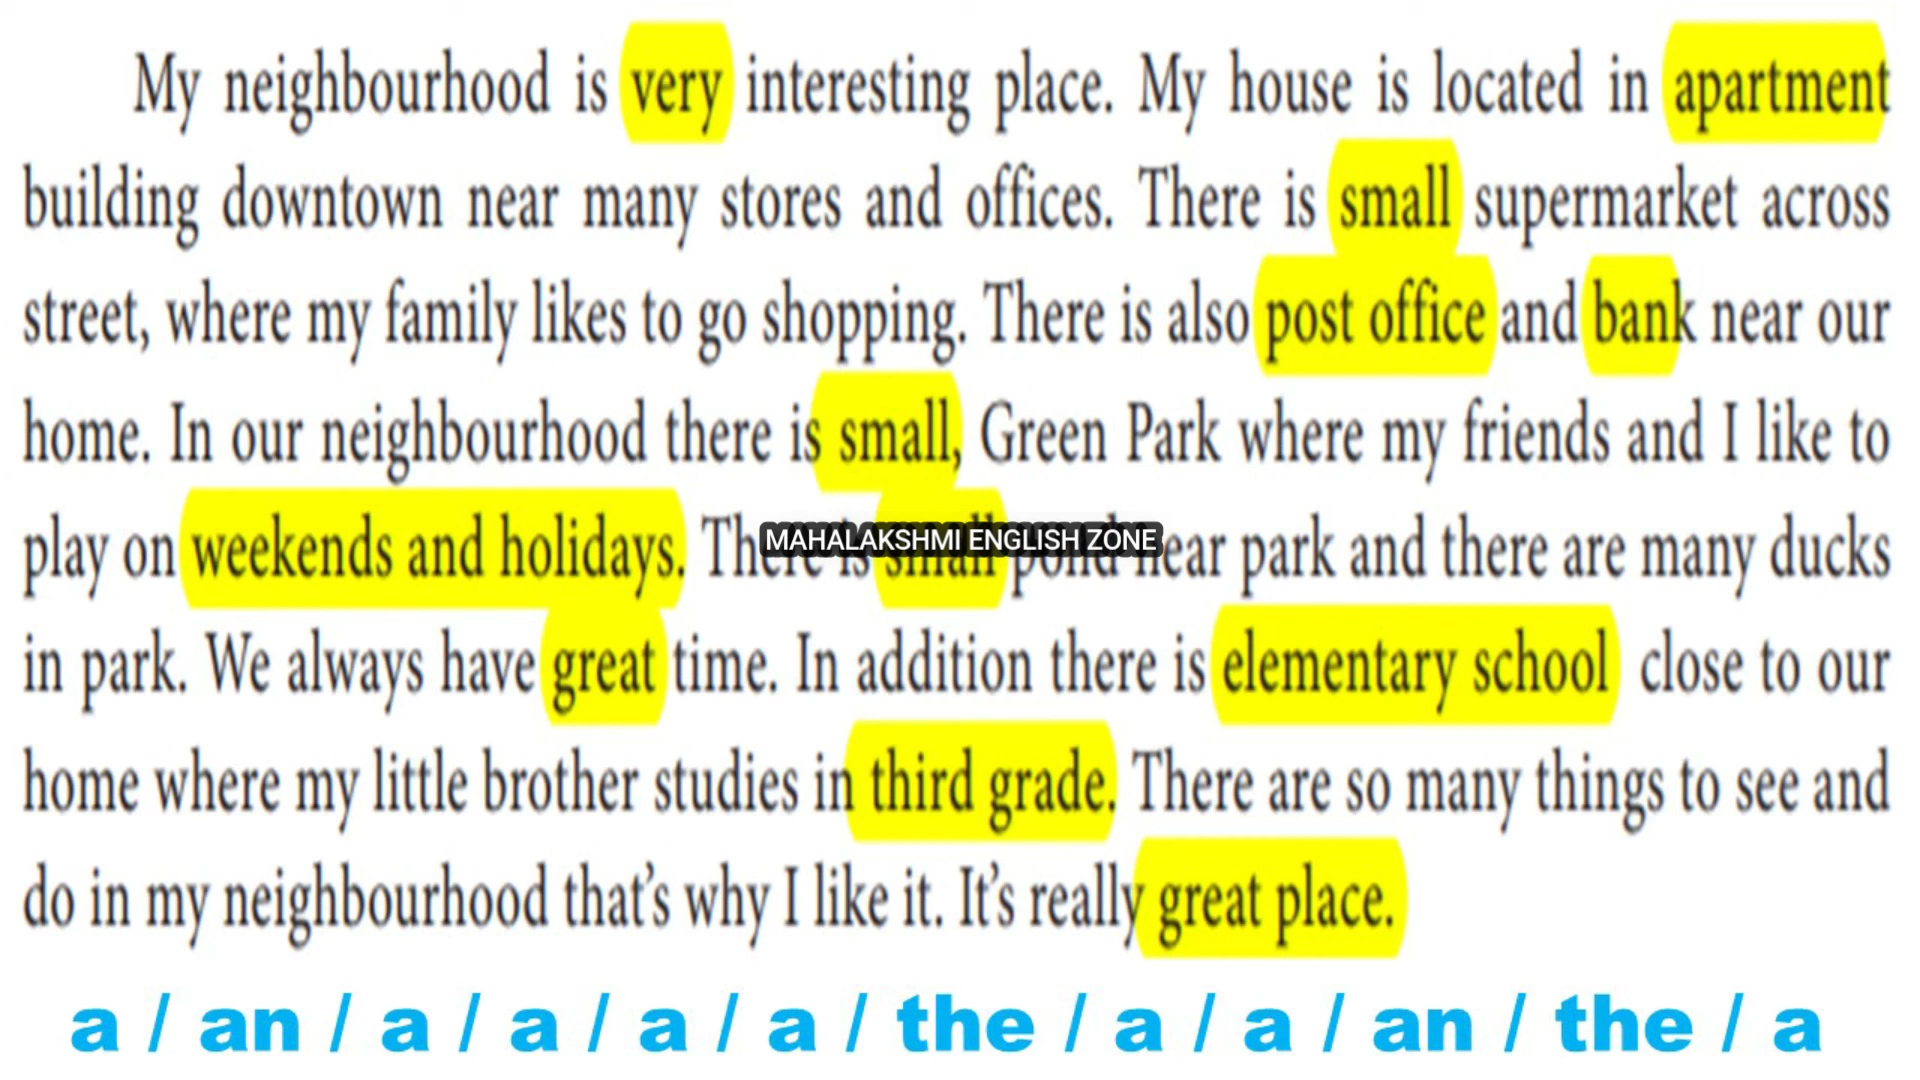 My neighbourhood is very interesting place. My house is located in apartment
building downtown near many stores and offices. There is small supermarket across
street, where my family likes to go shopping. There is also post office and bank near our
home. In our neighbourhood there is small, Green Park where my friends and I like to
play on weekends and holidays. There is small pond near park and there are many ducks
MAHALAKSHMI ENGLISH ZONE
in park. We always have great time. In addition there is elementary school close to our
home where my little brother studies in third grade. There are so many things to see and
do in my neighbourhood that's why I like it. It's really great place.
a / an / a / a / a / a / the / a / a / an / the / a